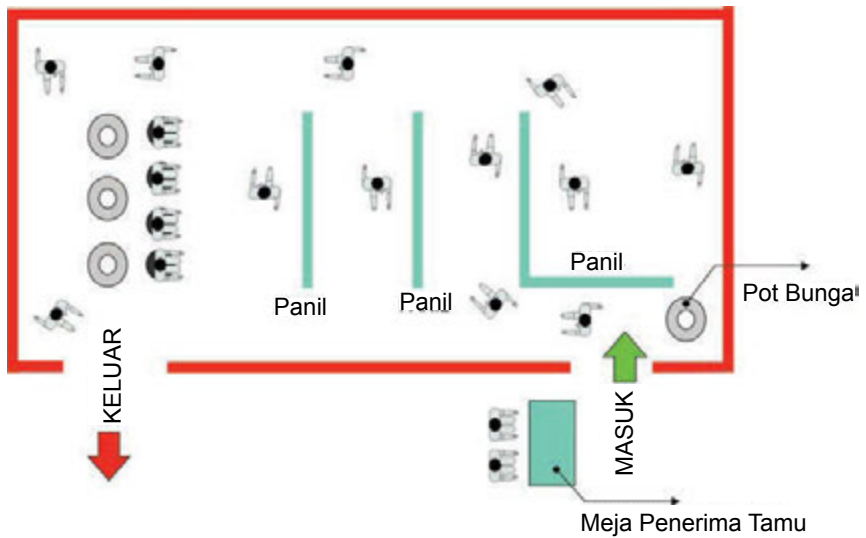 Panil
Pot Bunga
Panil
Panil
KELUAR
MASUK
Meja Penerima Tamu